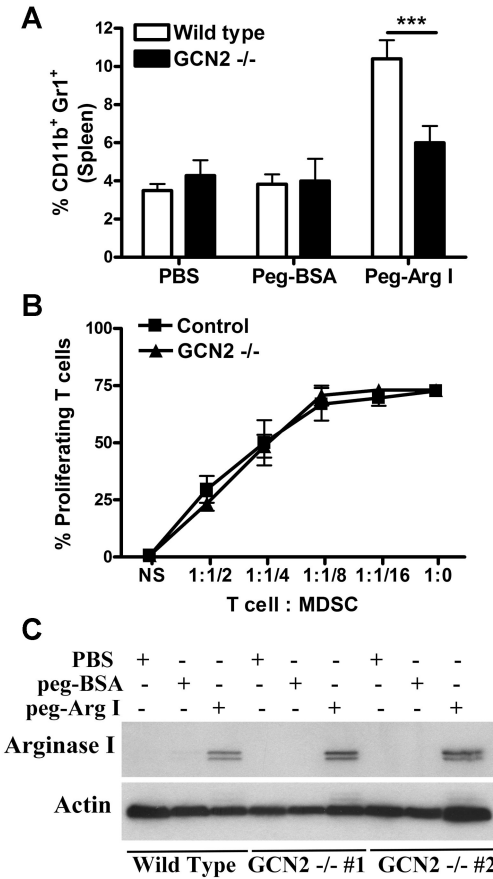 A
Wild type
GCN2 -/-
***
% CD11b+ Gr1+
(Spleen)
12
10
8
6
4
2
0
PBS Peg-BSA Peg-Arg I
B
Control
GCN2 -/-
% Proliferating T cells
100
75
50
25
0
NS 1:1/2 1:1/4 1:1/8 1:1/16 1:0
T cell : MDSC
C
PBS + - - + - - + - -
peg-BSA - + - - + - - + -
peg-Arg I - - + - - + - - +
Arginase I
Actin
Wild Type GCN2 -/- #1 GCN2 -/- #2